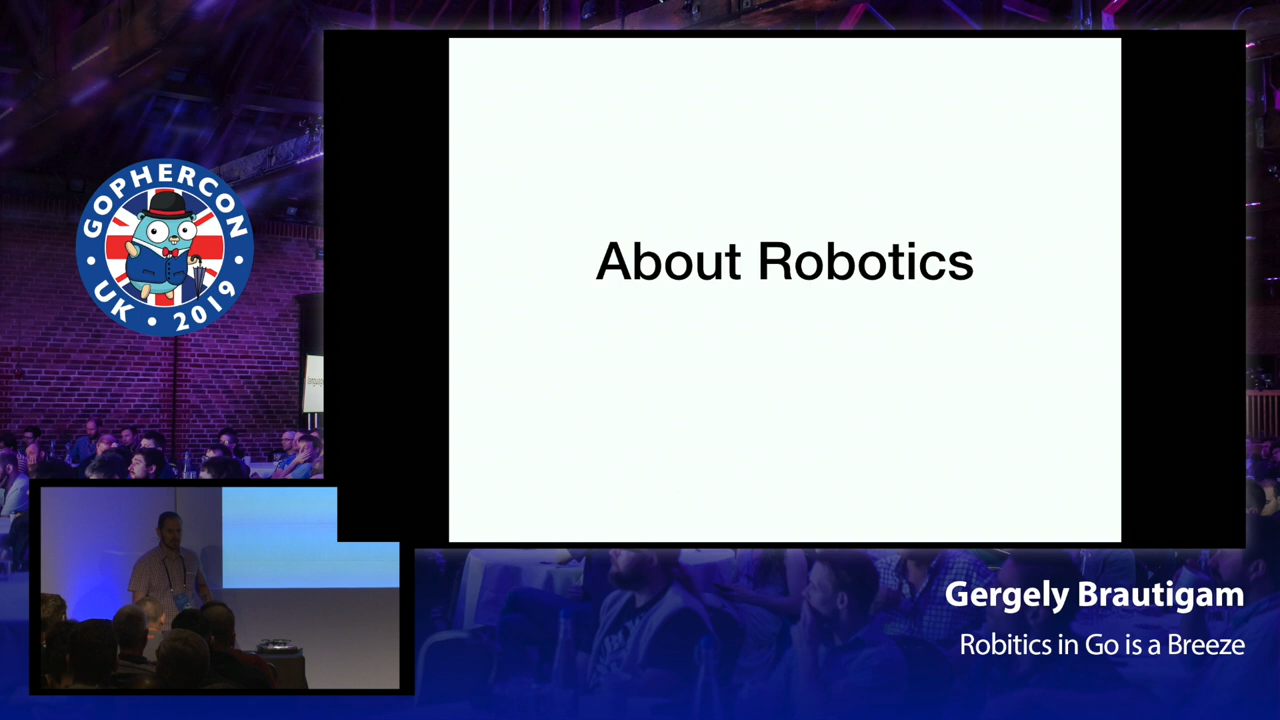 GOPHERCON
UK • 2019
About Robotics
Gergely Brautigam
Robitics in Go is a Breeze